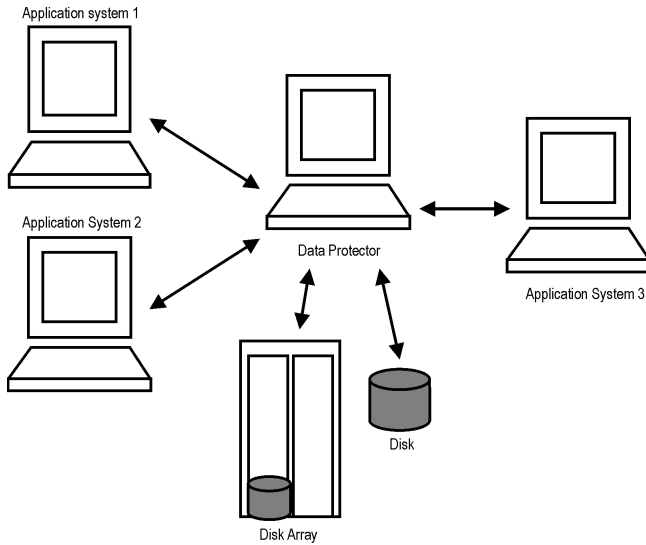 Application system 1
Application System 2
Data Protector
Application System 3
Disk
Disk Array